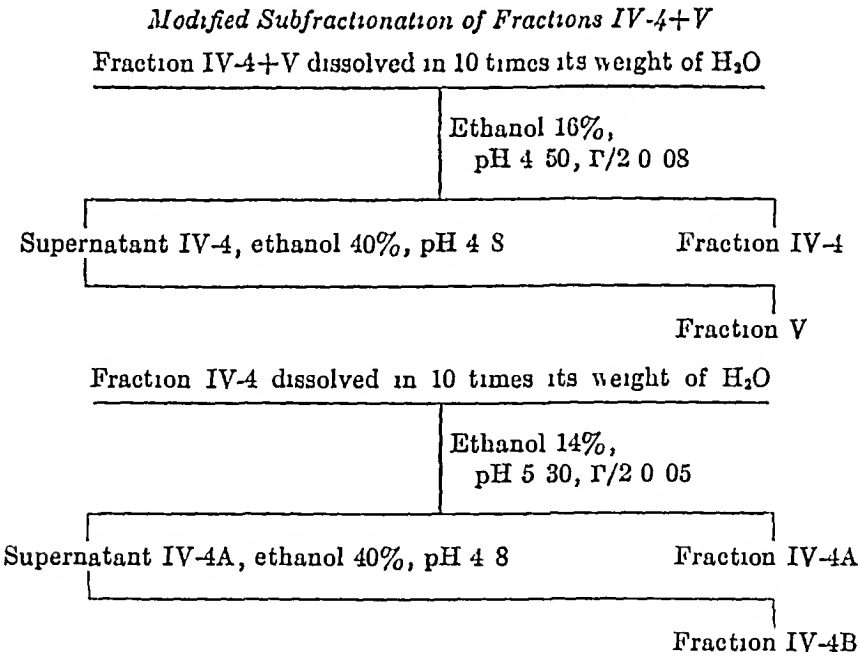 Modified Subfractionation of Fractions IV-4+V
Fraction IV-4+V dissolved in 10 times its weight of H₂O
Ethanol 16%,
pH 4 50, Γ/2 0 08
Supernatant IV-4, ethanol 40%, pH 4 8
Fraction IV-4
Fraction V
Fraction IV-4 dissolved in 10 times its weight of H₂O
Ethanol 14%,
pH 5 30, Γ/2 0 05
Supernatant IV-4A, ethanol 40%, pH 4 8
Fraction IV-4A
Fraction IV-4B